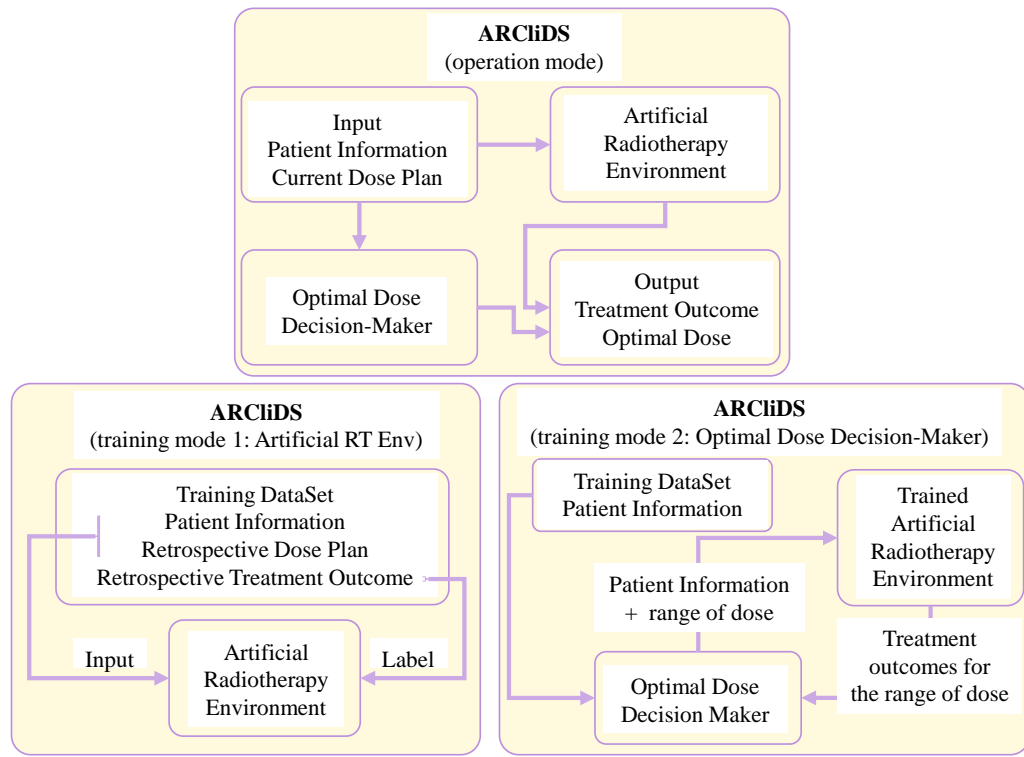 ARCliDS
(operation mode)
Input
Patient Information
Current Dose Plan
Artificial
Radiotherapy
Environment
Optimal Dose
Decision-Maker
Output
Treatment Outcome
Optimal Dose
ARCliDS
(training mode 1: Artificial RT Env)
Training DataSet
Patient Information
Retrospective Dose Plan
Retrospective Treatment Outcome
Input
Artificial
Radiotherapy
Environment
Label
ARCliDS
(training mode 2: Optimal Dose Decision-Maker)
Training DataSet
Patient Information
Trained
Artificial
Radiotherapy
Environment
Patient Information
+ range of dose
Treatment
outcomes for
the range of dose
Optimal Dose
Decision Maker